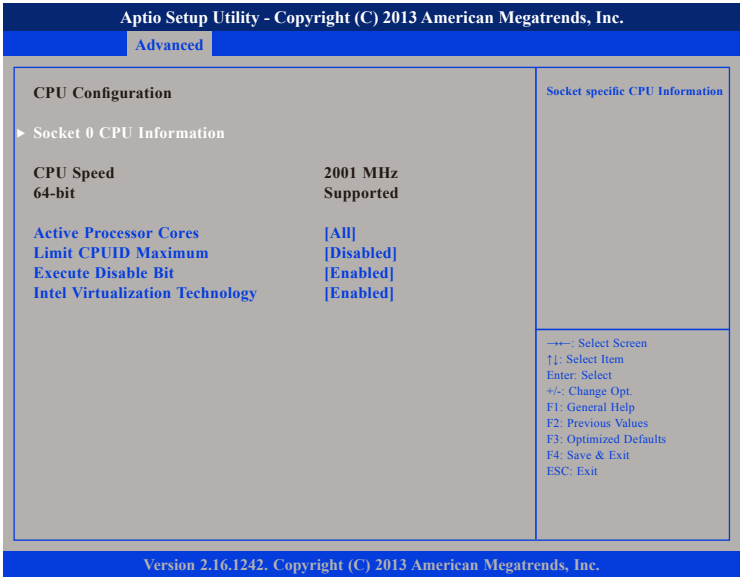 Aptio Setup Utility - Copyright (C) 2013 American Megatrends, Inc.
Advanced
CPU Configuration
Socket 0 CPU Information
CPU Speed 2001 MHz
64-bit Supported
Active Processor Cores [All]
Limit CPUID Maximum [Disabled]
Execute Disable Bit [Enabled]
Intel Virtualization Technology [Enabled]
Socket specific CPU Information
→←: Select Screen
↑↓: Select Item
Enter: Select
+/-: Change Opt.
F1: General Help
F2: Previous Values
F3: Optimized Defaults
F4: Save & Exit
ESC: Exit
Version 2.16.1242. Copyright (C) 2013 American Megatrends, Inc.